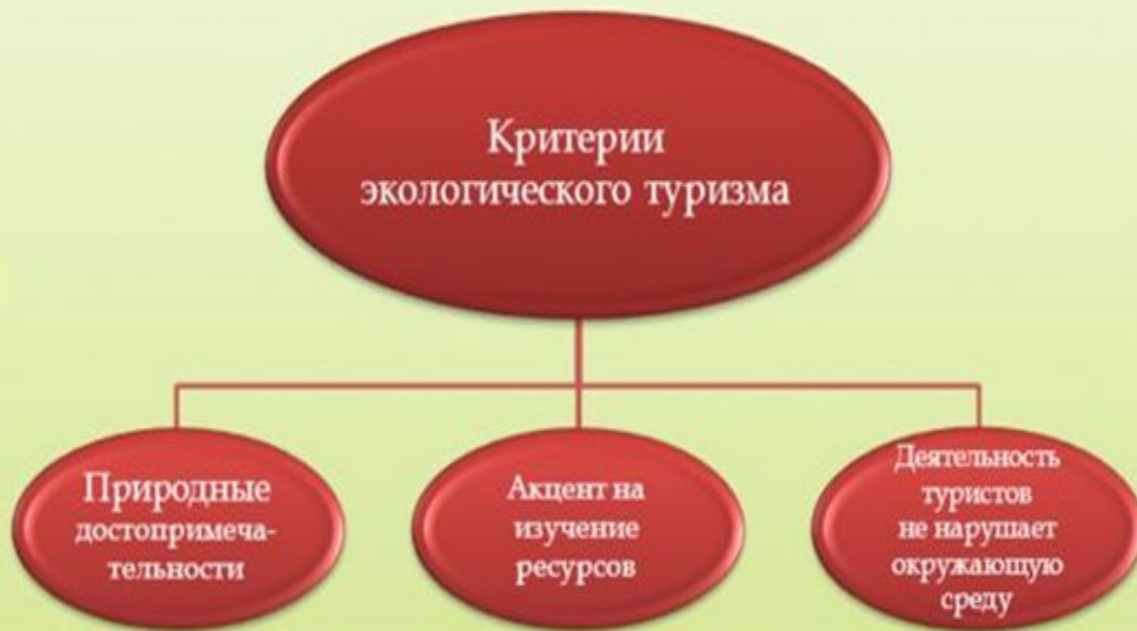 Критерии
экологического туризма
Природные
достопримеча-
тельности
Акцент на
изучение
ресурсов
Деятельность
туристов
не нарушает
окружающую
среду